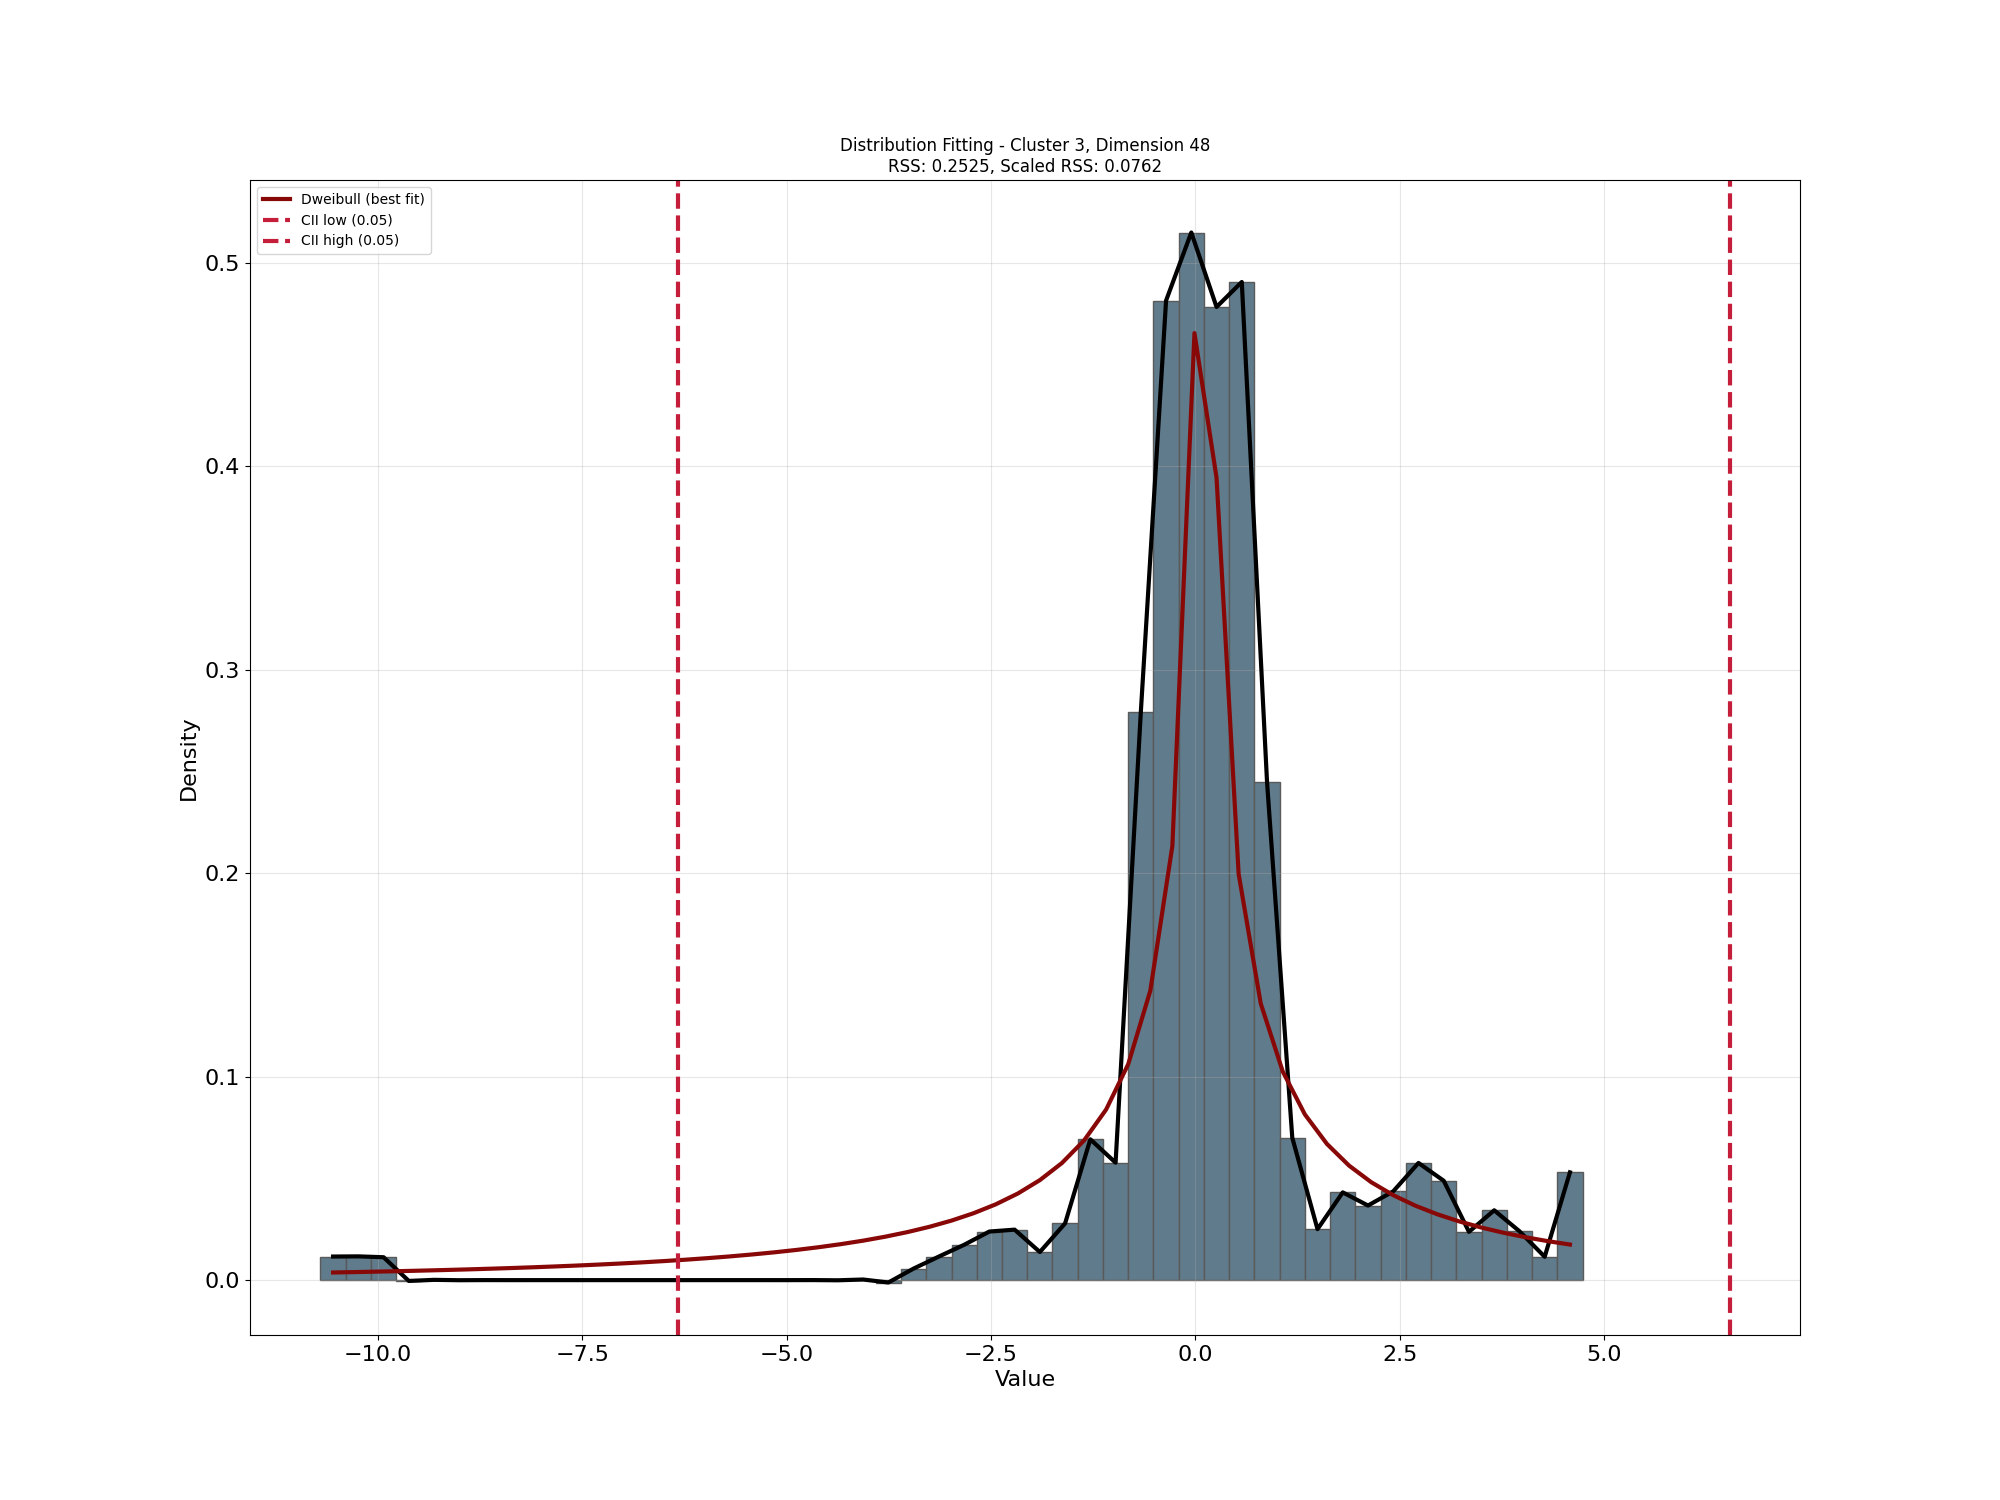 Distribution Fitting - Cluster 3, Dimension 48
RSS: 0.2525, Scaled RSS: 0.0762
Dweibull (best fit)
CII low (0.05)
CII high (0.05)
0.5
0.4
0.3
0.2
0.1
0.0
Density
−10.0
−7.5
−5.0
−2.5
0.0
2.5
5.0
Value